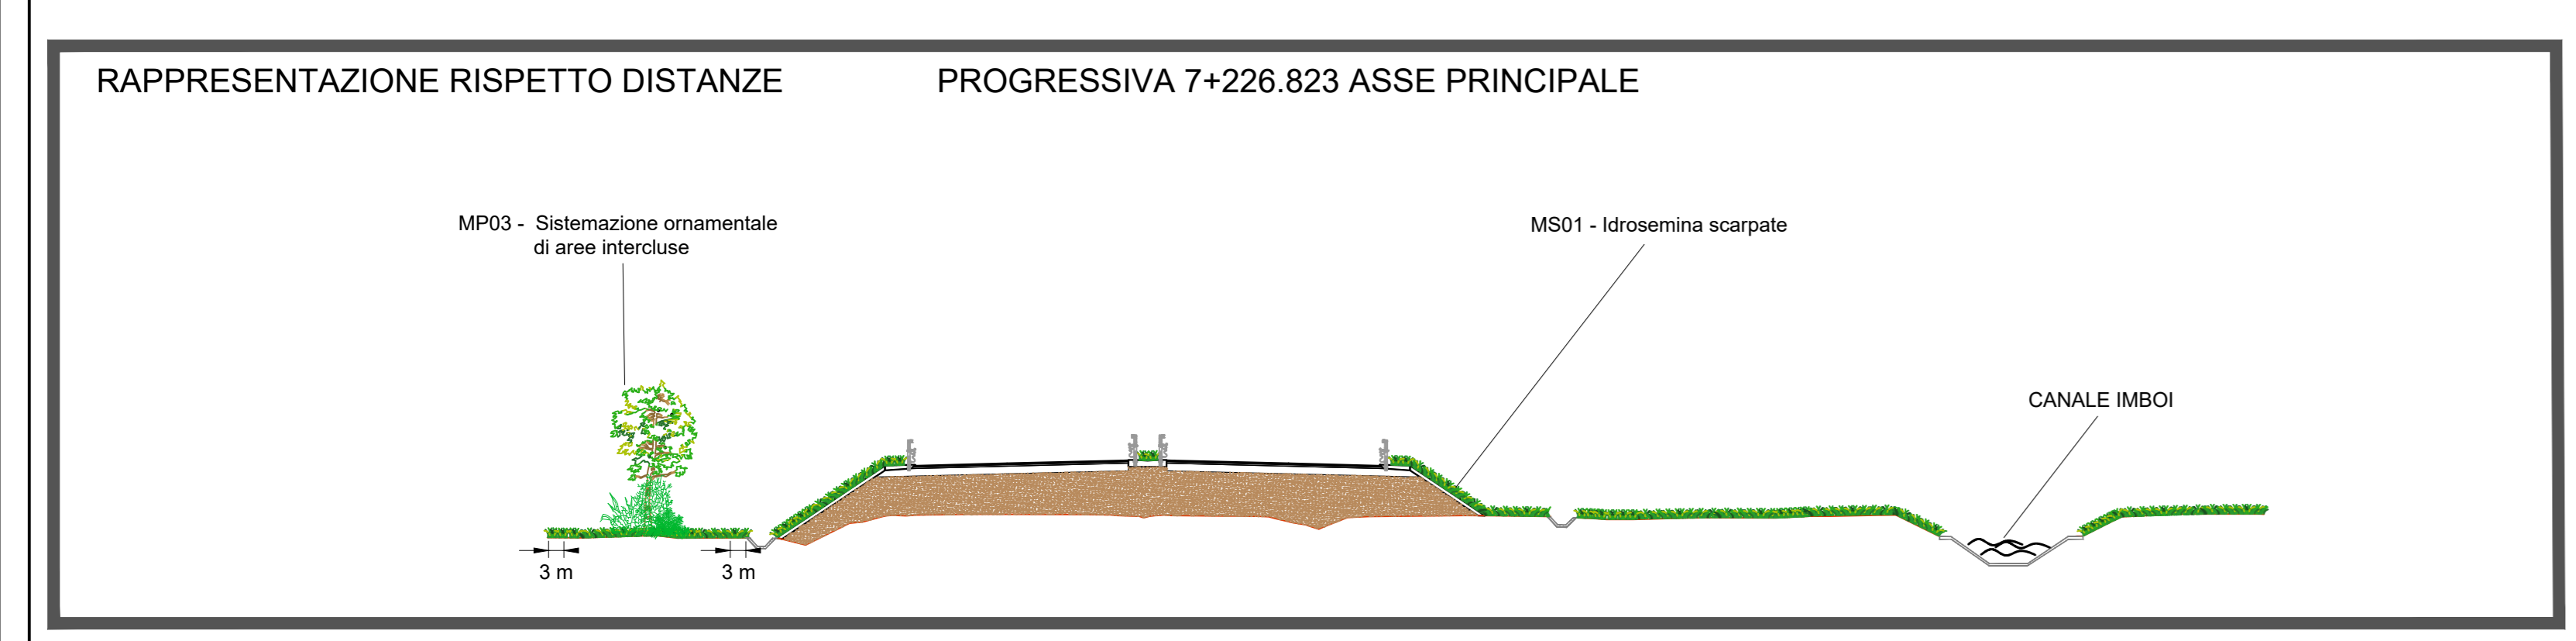 RAPPRESENTAZIONE RISPETTO DISTANZE
PROGRESSIVA 7+226.823 ASSE PRINCIPALE
MP03 - Sistemazione ornamentale
di aree intercluse
MS01 - Idrosemina scarpate
CANALE IMBOI
3 m
3 m